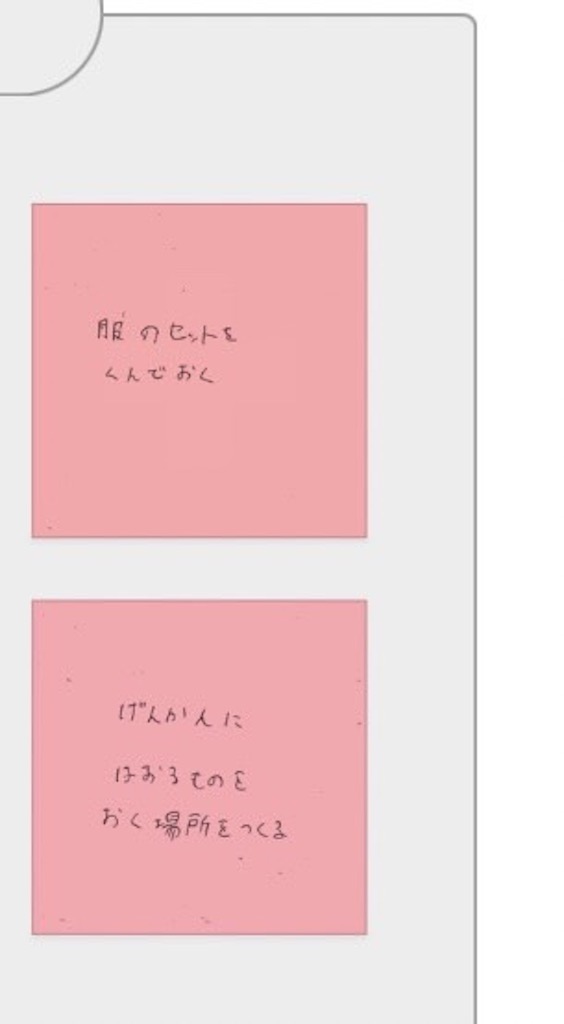 服のセットを
くんでおく
げんかんに
はおるものを
おく場所をつくる